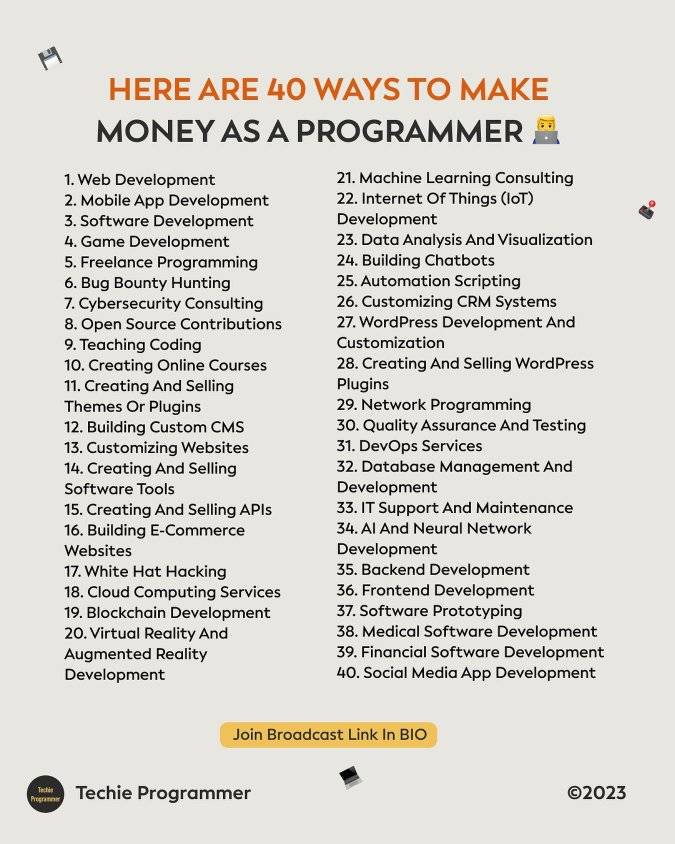 HERE ARE 40 WAYS TO MAKE
MONEY AS A PROGRAMMER
1. Web Development
2. Mobile App Development
3. Software Development
4. Game Development
5. Freelance Programming
6. Bug Bounty Hunting
7. Cybersecurity Consulting
8. Open Source Contributions
9. Teaching Coding
10. Creating Online Courses
11. Creating And Selling
Themes Or Plugins
12. Building Custom CMS
13. Customizing Websites
14. Creating And Selling
Software Tools
15. Creating And Selling APIs
16. Building E-Commerce
Websites
17. White Hat Hacking
18. Cloud Computing Services
19. Blockchain Development
20. Virtual Reality And
Augmented Reality
Development
21. Machine Learning Consulting
22. Internet Of Things (IoT)
Development
23. Data Analysis And Visualization
24. Building Chatbots
25. Automation Scripting
26. Customizing CRM Systems
27. WordPress Development And
Customization
28. Creating And Selling WordPress
Plugins
29. Network Programming
30. Quality Assurance And Testing
31. DevOps Services
32. Database Management And
Development
33. IT Support And Maintenance
34. AI And Neural Network
Development
35. Backend Development
36. Frontend Development
37. Software Prototyping
38. Medical Software Development
39. Financial Software Development
40. Social Media App Development
Join Broadcast Link In BIO
Techie
Programmer
Techie Programmer
©2023